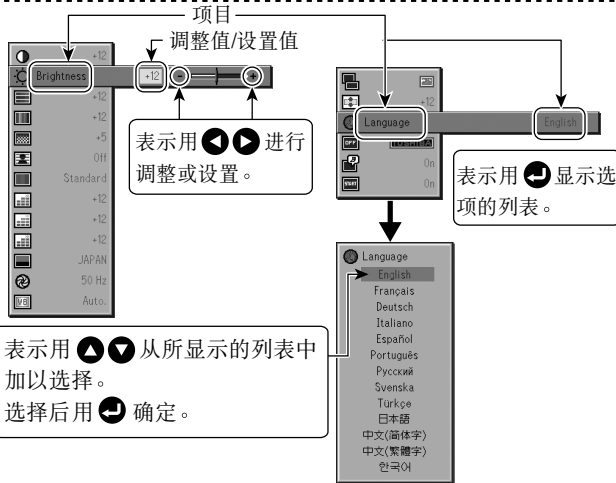 项目
调整值/设置值
+12
Brightness
+12
+12
+12
+5
Off
Standard
+12
+12
+12
JAPAN
50 Hz
VB
Auto.
表示用 进行
调整或设置。
+12
Language
English
OFF
On
START
On
表示用 显示选
项的列表。
Language
English
Français
Deutsch
Italiano
Español
Português
Русский
Svenska
Türkçe
日本語
中文(简体字)
中文(繁體字)
한국어
表示用 从所显示的列表中
加以选择。
选择后用 确定。